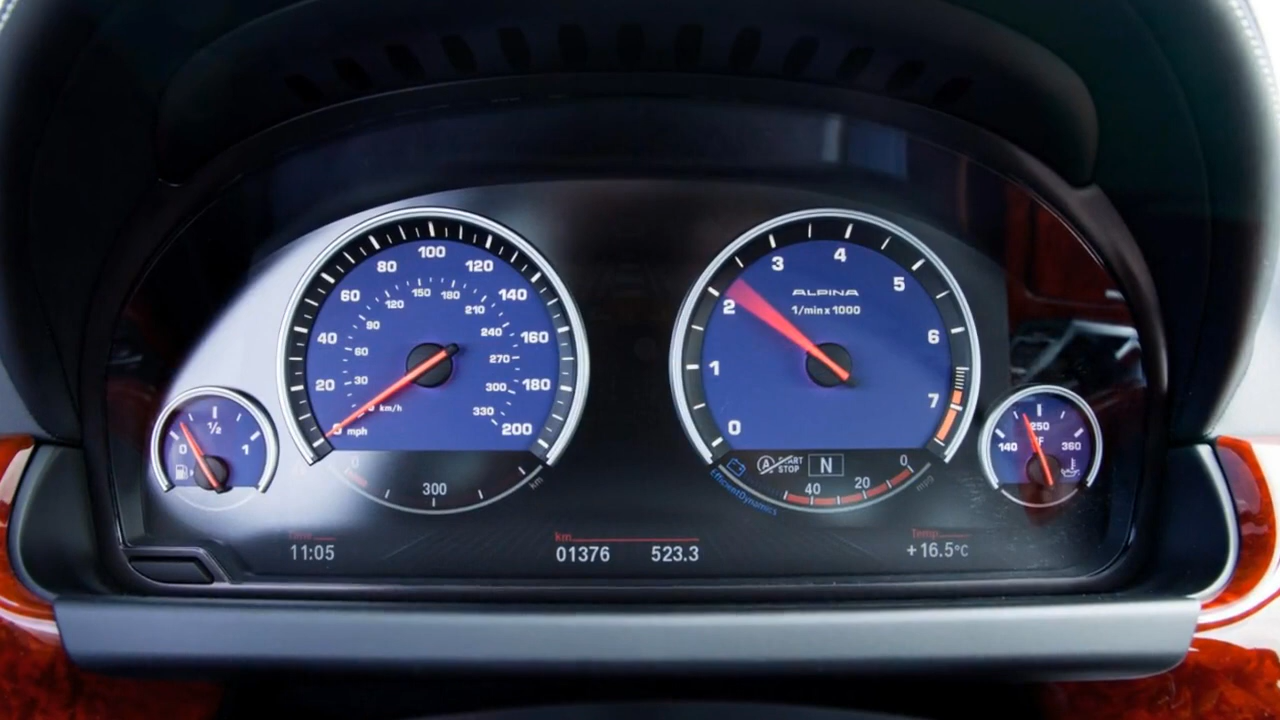 100
80 120
60 140
40 160
20 180
200
150 180
120 210
90 240
60 270
30 300
330
km/h
mph
0 300 km
3 4
2 5
1 6
0 7
ALPINA
1/min x 1000
A START STOP
N
40 20 0 mpg
EfficientDynamics
0 1/2 1
140 250 360
°F
Time
11:05
km
01376 523.3
Temp.
+16.5°C